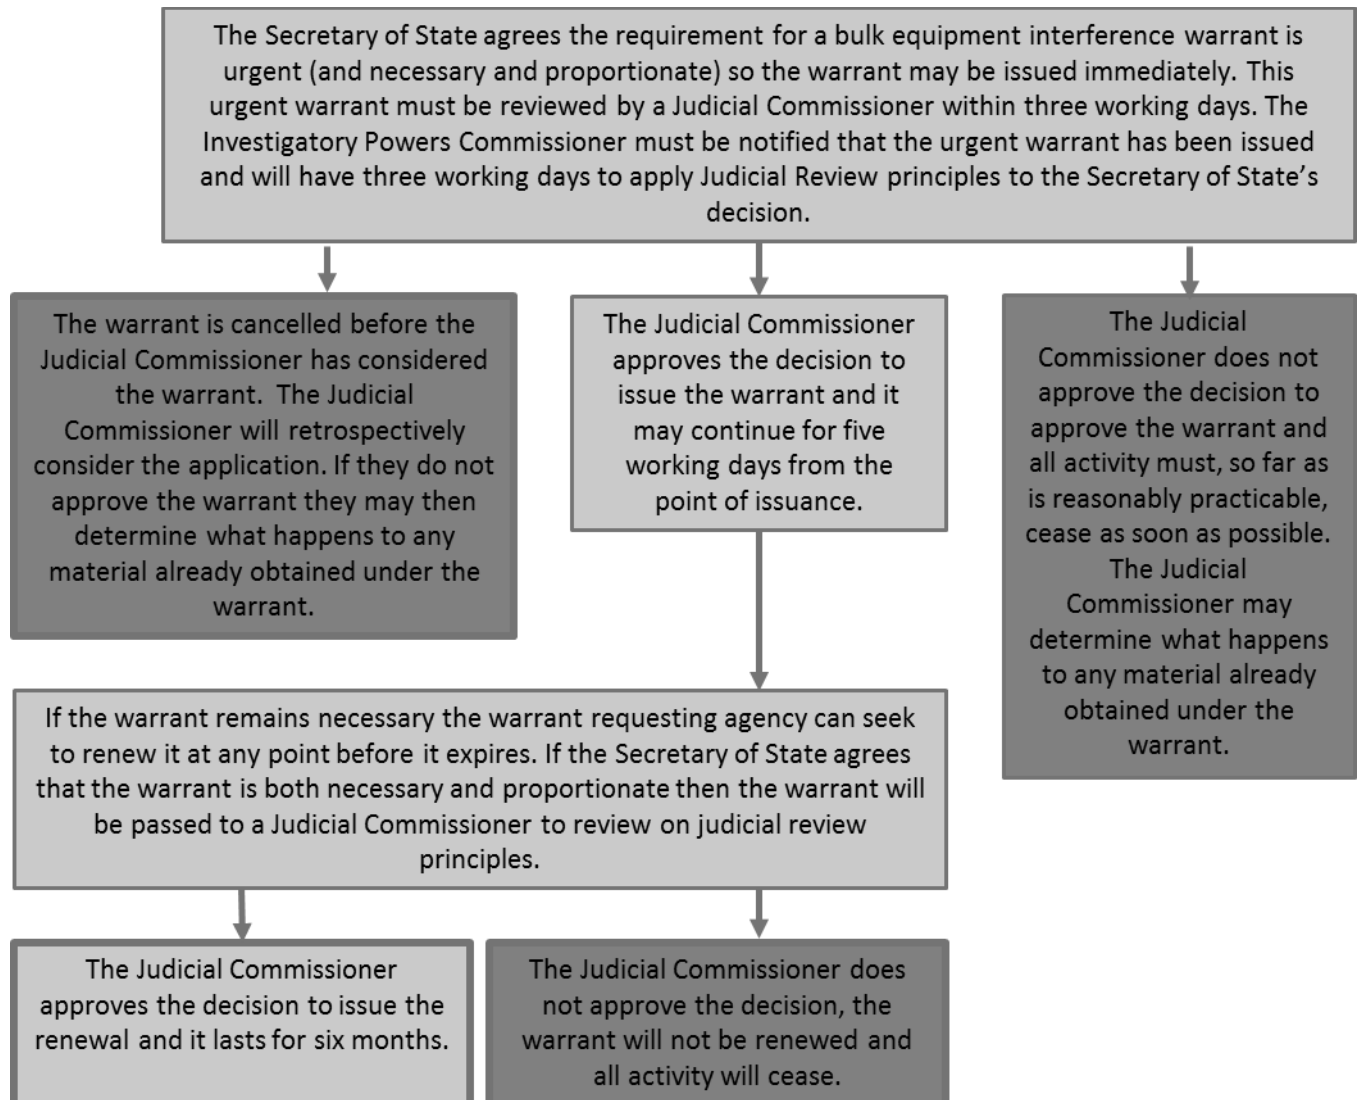 The Secretary of State agrees the requirement for a bulk equipment interference warrant is
urgent (and necessary and proportionate) so the warrant may be issued immediately. This
urgent warrant must be reviewed by a Judicial Commissioner within three working days. The
Investigatory Powers Commissioner must be notified that the urgent warrant has been issued
and will have three working days to apply Judicial Review principles to the Secretary of State's
decision.
The warrant is cancelled before the
Judicial Commissioner has considered
the warrant. The Judicial
Commissioner will retrospectively
consider the application. If they do not
approve the warrant they may then
determine what happens to any
material already obtained under the
warrant.
The Judicial Commissioner
approves the decision to
issue the warrant and it
may continue for five
working days from the
point of issuance.
The Judicial
Commissioner does not
approve the decision to
approve the warrant and
all activity must, so far as
is reasonably practicable,
cease as soon as possible.
The Judicial
Commissioner may
determine what happens
to any material already
obtained under the
warrant.
If the warrant remains necessary the warrant requesting agency can seek
to renew it at any point before it expires. If the Secretary of State agrees
that the warrant is both necessary and proportionate then the warrant will
be passed to a Judicial Commissioner to review on judicial review
principles.
The Judicial Commissioner
approves the decision to issue the
renewal and it lasts for six months.
The Judicial Commissioner does
not approve the decision, the
warrant will not be renewed and
all activity will cease.